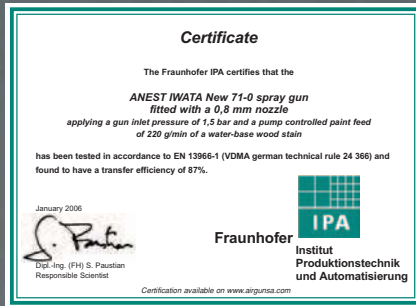 Certificate
The Fraunhofer IPA certifies that the
ANEST IWATA New 71-0 spray gun
fitted with a 0,8 mm nozzle
applying a gun inlet pressure of 1,5 bar and a pump controlled paint feed
of 220 g/min of a water-base wood stain
has been tested in accordance to EN 13966-1 (VDMA german technical rule 24 366) and
found to have a transfer efficiency of 87%.
January 2006
S. Paustian
Dipl.-Ing. (FH) S. Paustian
Responsible Scientist
IPA
Fraunhofer
Institut
Produktionstechnik
und Automatisierung
Certification available on www.airgunsa.com